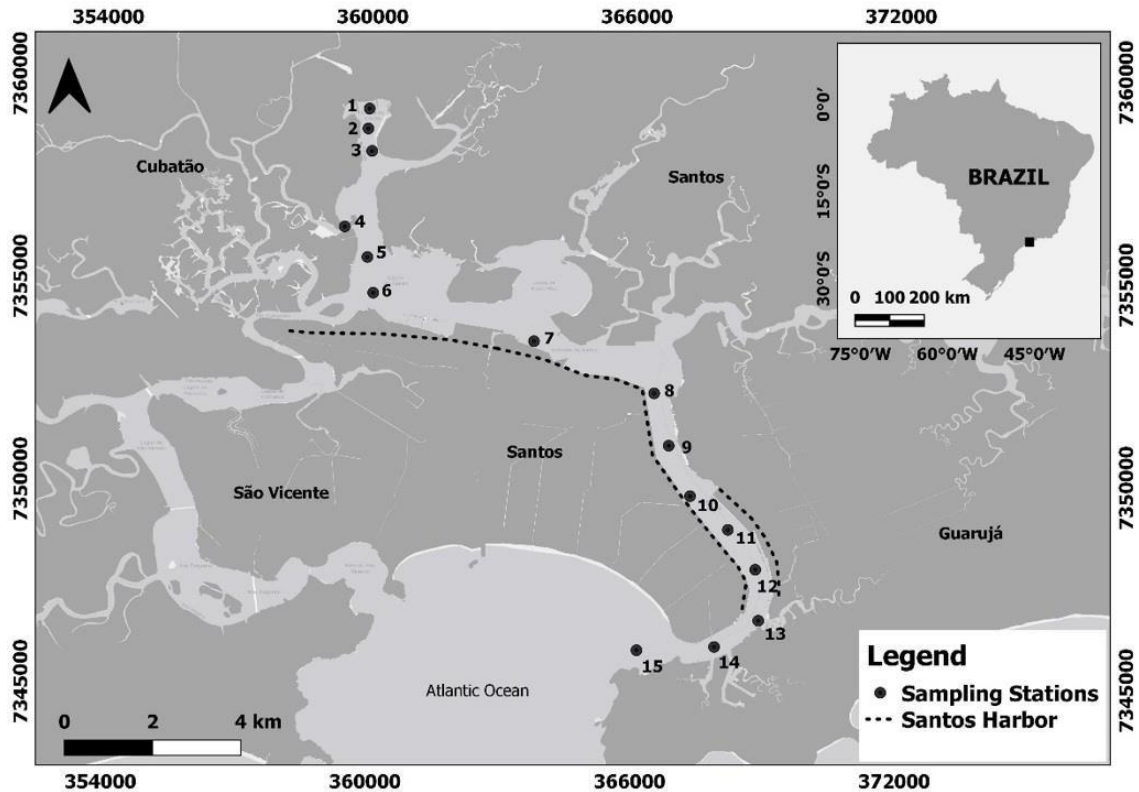 354000
360000
366000
372000
7360000
7355000
7350000
7345000
7360000
7355000
7350000
7345000
1
2
3
Cubatão
Santos
4
5
6
7
8
Santos
9
São Vicente
10
11
Guarujá
12
13
14
15
Atlantic Ocean
0 2 4 km
0°0'
15°0'S
30°0'S
BRAZIL
0 100 200 km
75°0'W 60°0'W 45°0'W
Legend
Sampling Stations
Santos Harbor
354000
360000
366000
372000